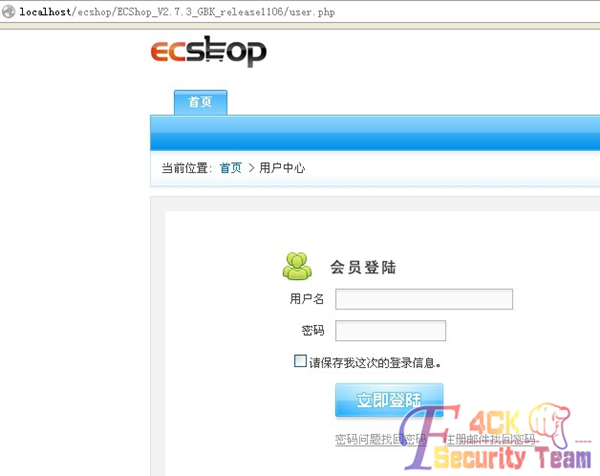 localhost/ecshop/ECShop_V2.7.3_GBK_release1106/user.php
ecshop
首页
当前位置: 首页 > 用户中心
会员登陆
用户名
密码
请保存我这次的登录信息。
立即登陆
密码问题找回密码 注册邮件找回密码
F4CK
Security Team